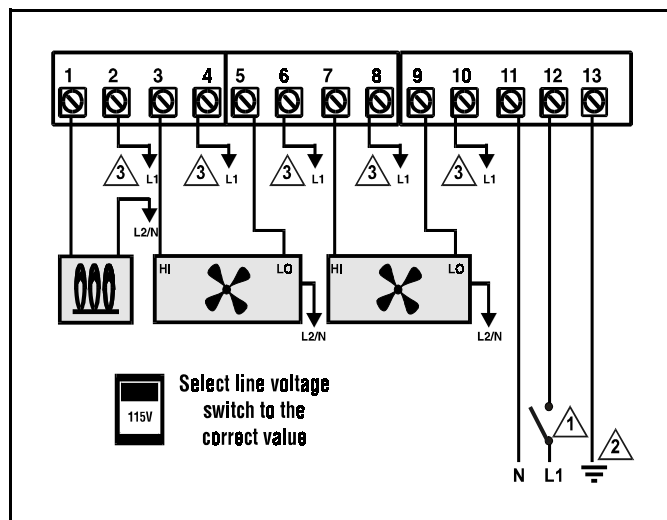 1 2 3 4 5 6 7 8 9 10 11 12 13
3 L1 3 L1 3 L1 3 L1 3 L1
L2/N
HI LO HI LO
L2/N L2/N
115V
Select line voltage
switch to the
correct value
1
2
N L1